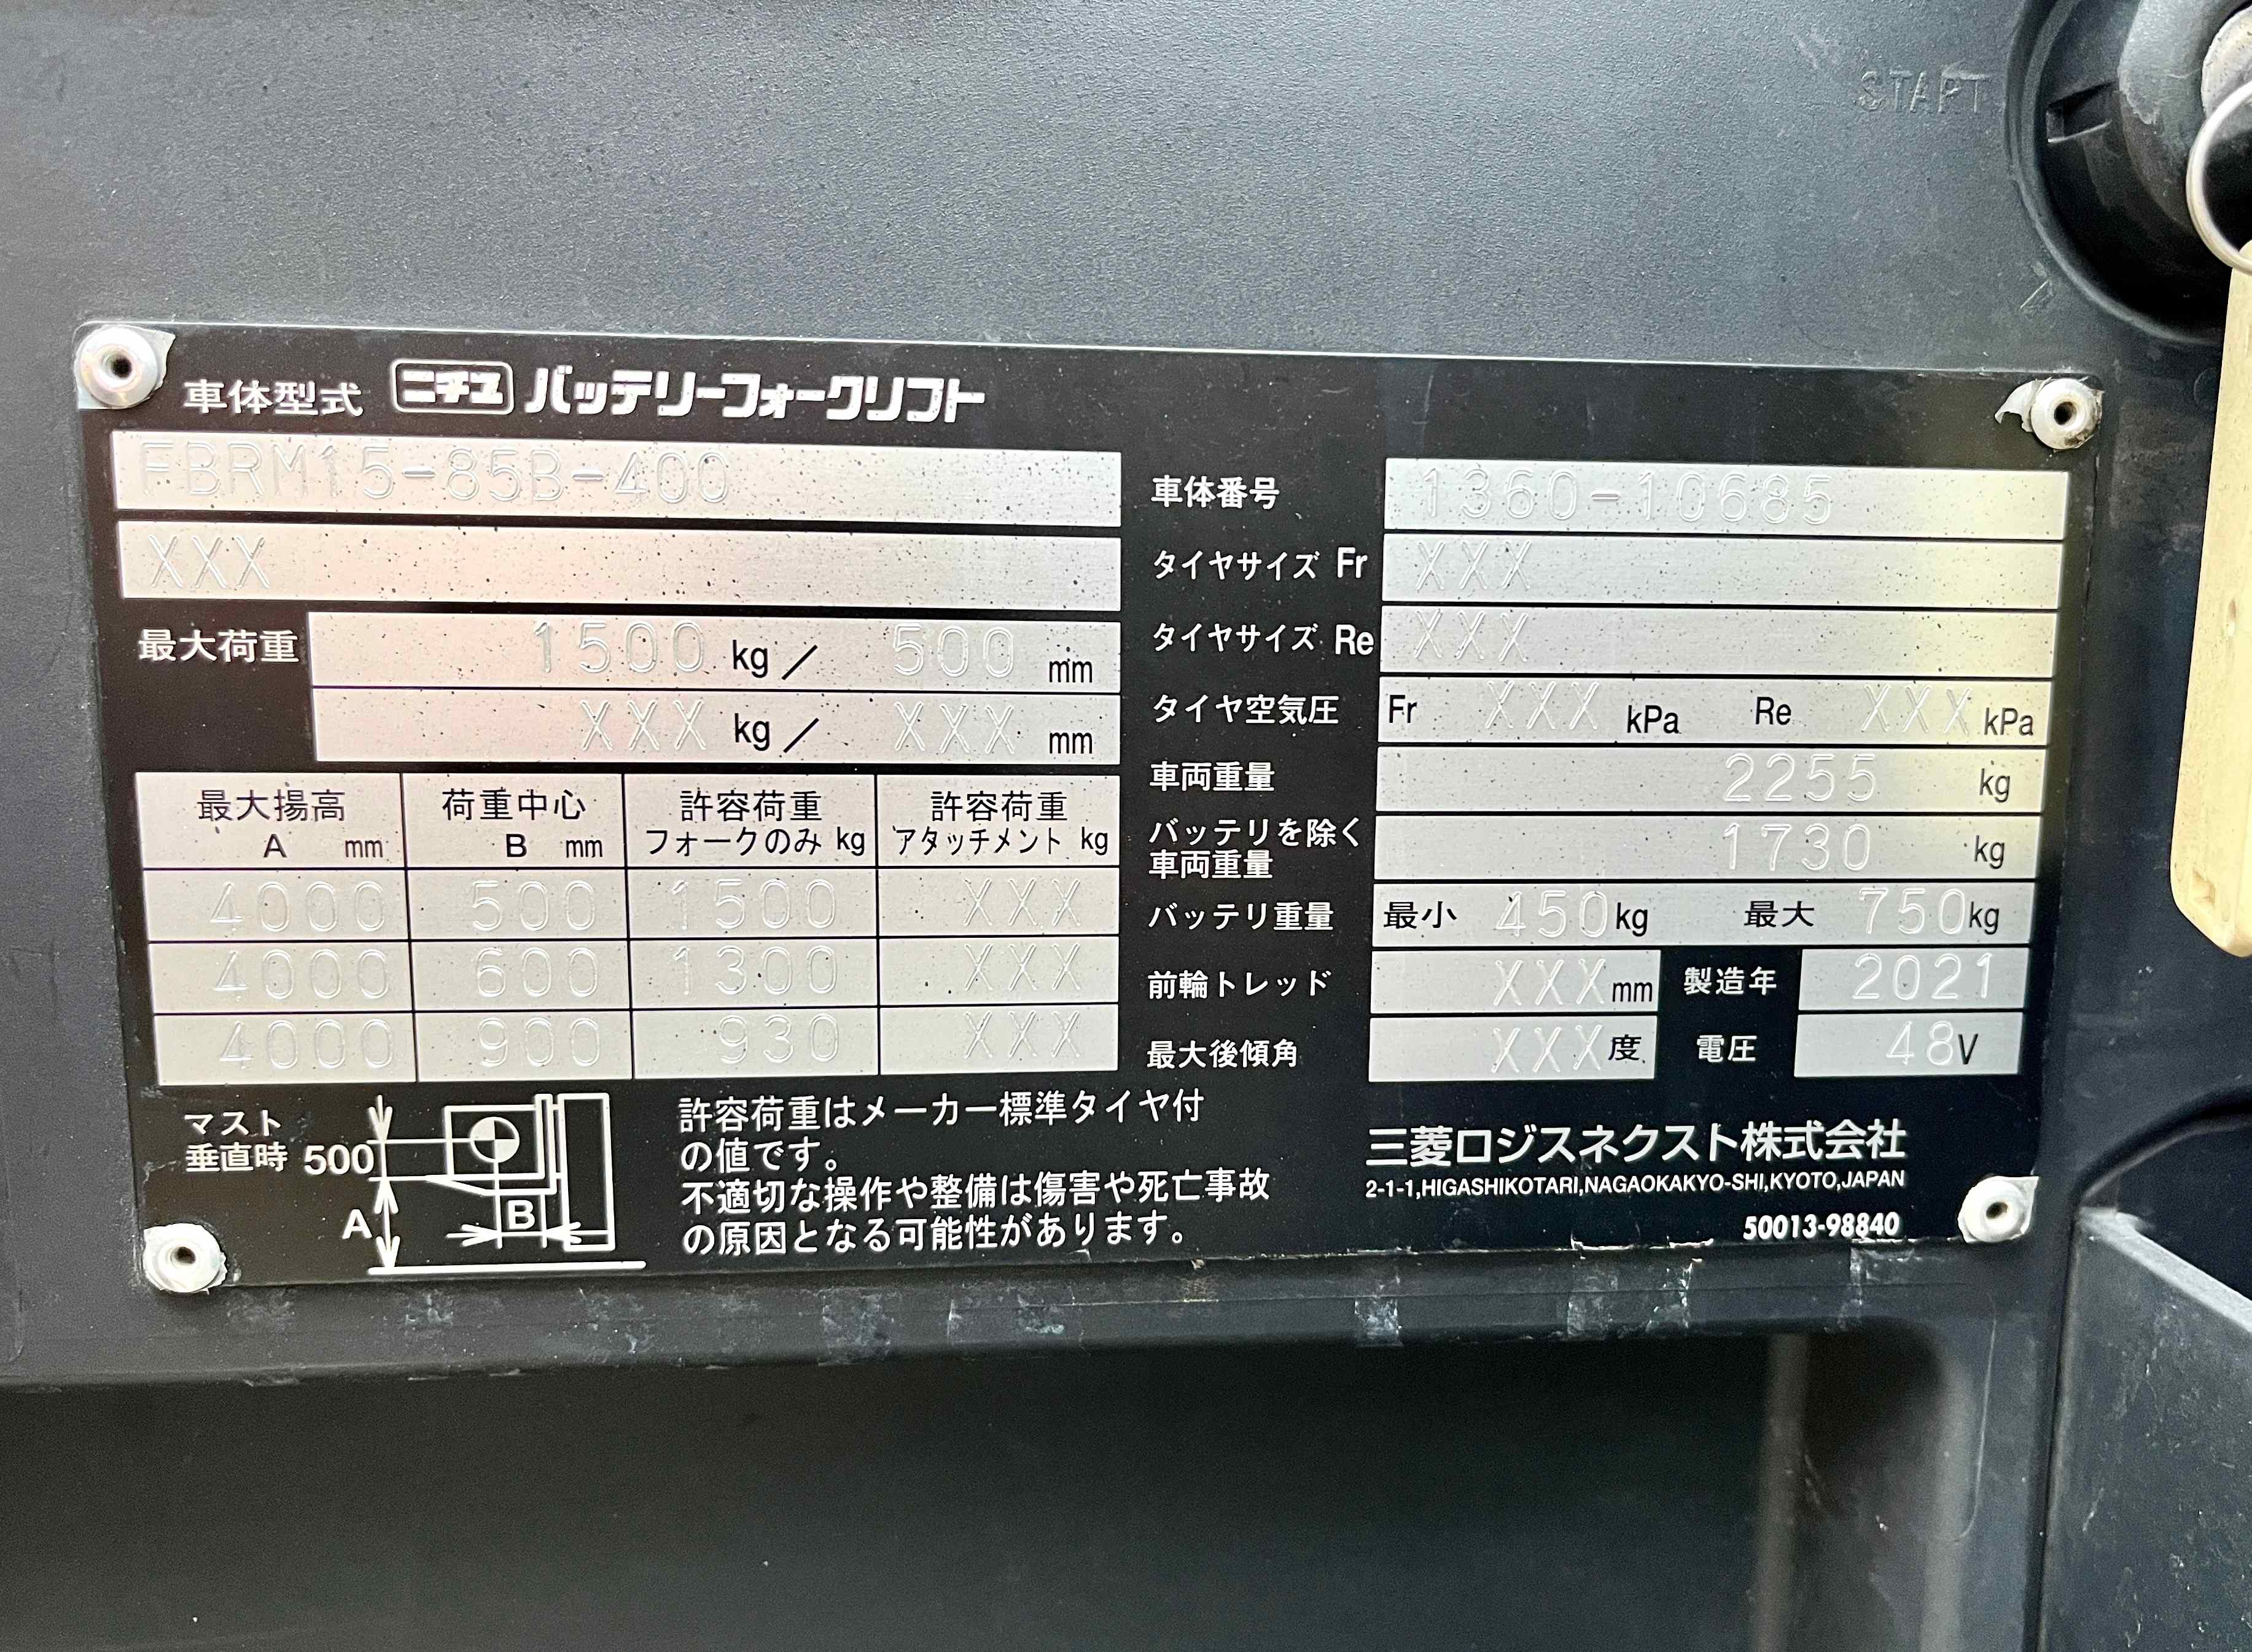 START
車体型式 ニチユ バッテリーフォークリフト
FBRM15-85B-400
XXX
最大荷重 1500 kg／ 500 mm
XXX kg／ XXX mm
最大揚高 荷重中心 許容荷重 許容荷重
A mm B mm フォークのみ kg アタッチメント kg
4000 500 1500 XXX
4000 600 1300 XXX
4000 900 930 XXX
マスト
垂直時 500
A
B
許容荷重はメーカー標準タイヤ付
の値です。
不適切な操作や整備は傷害や死亡事故
の原因となる可能性があります。
車体番号 1360-10685
タイヤサイズ Fr XXX
タイヤサイズ Re XXX
タイヤ空気圧 Fr XXX kPa Re XXX kPa
車両重量 2255 kg
バッテリを除く
車両重量 1730 kg
バッテリ重量 最小 450kg 最大 750kg
前輪トレッド XXXmm 製造年 2021
最大後傾角 XXX度 電圧 48V
三菱ロジスネクスト株式会社
2-1-1,HIGASHIKOTARI,NAGAOKAKYO-SHI,KYOTO,JAPAN
50013-98840